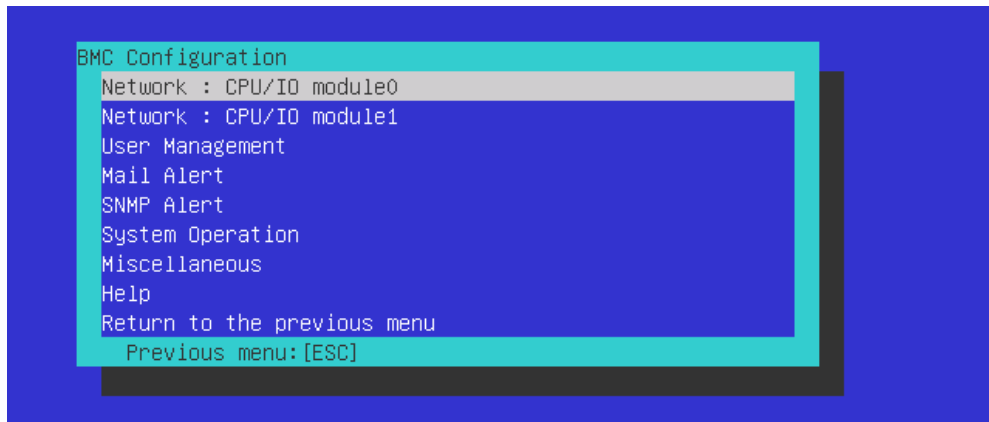 BMC Configuration
Network : CPU/IO module0
Network : CPU/IO module1
User Management
Mail Alert
SNMP Alert
System Operation
Miscellaneous
Help
Return to the previous menu
Previous menu:[ESC]